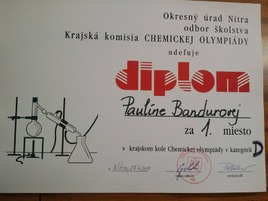 Okresný úrad Nitra
odbor školstva
Krajská komisia CHEMICKEJ OLYMPIÁDY
udeľuje
diplom
Pauline Bandurovej
za 1. miesto
v krajskom kole Chemickej olympiády v kategórii D